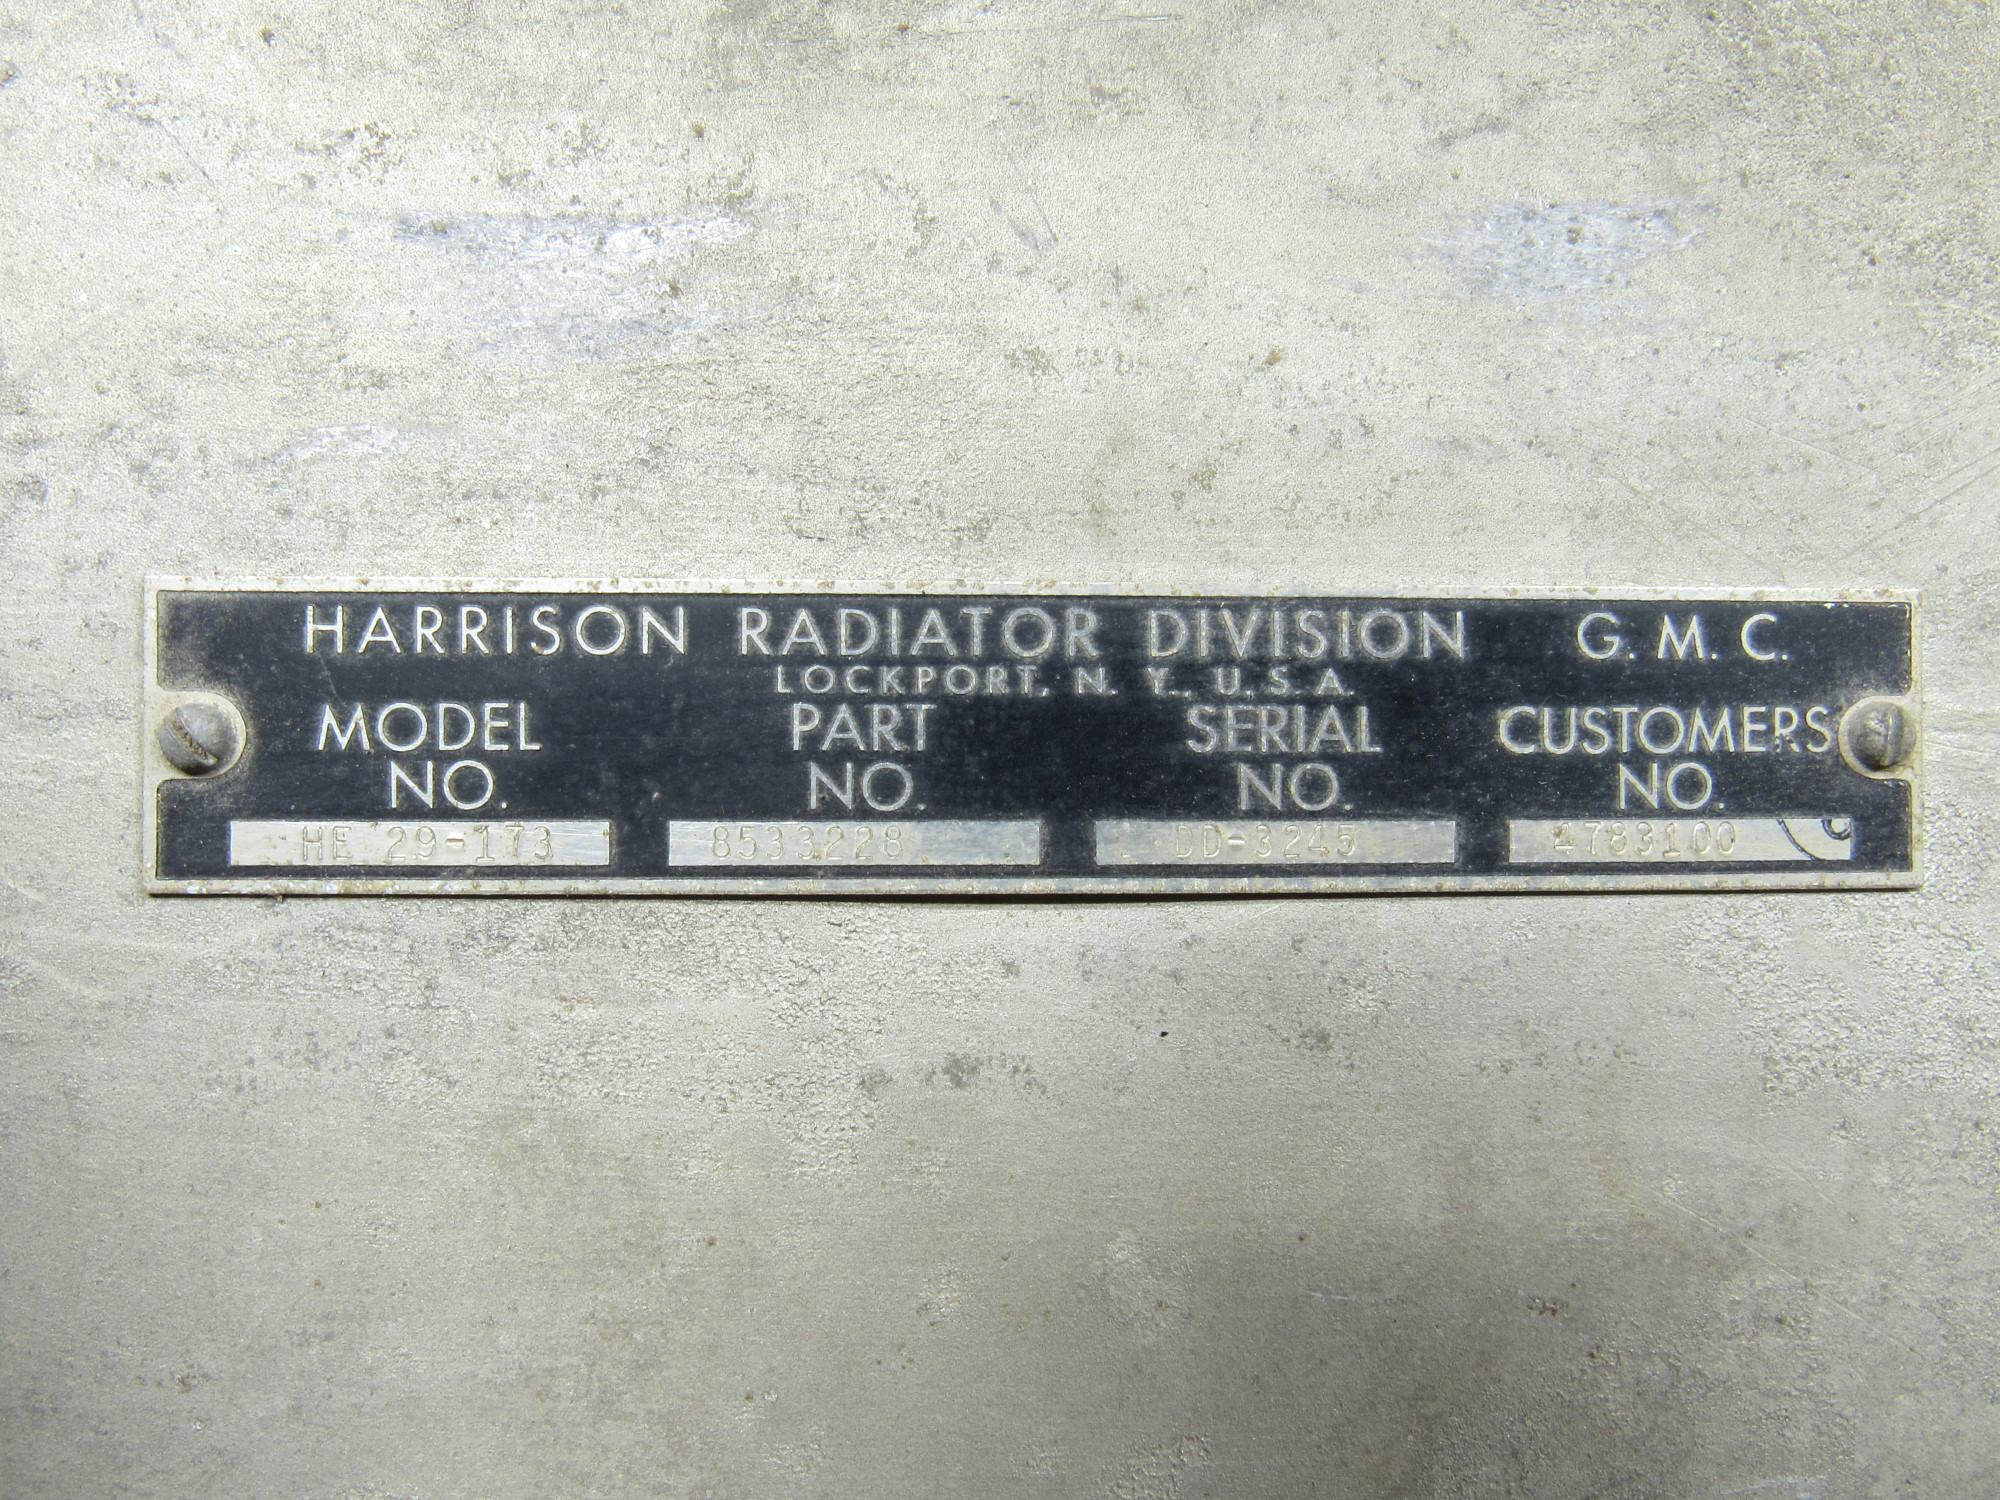 HARRISON RADIATOR DIVISION G. M. C.
LOCKPORT, N. Y., U. S. A.
MODEL NO. PART NO. SERIAL NO. CUSTOMERS NO.
HE 29-173 8533228 DD-3245 4783100